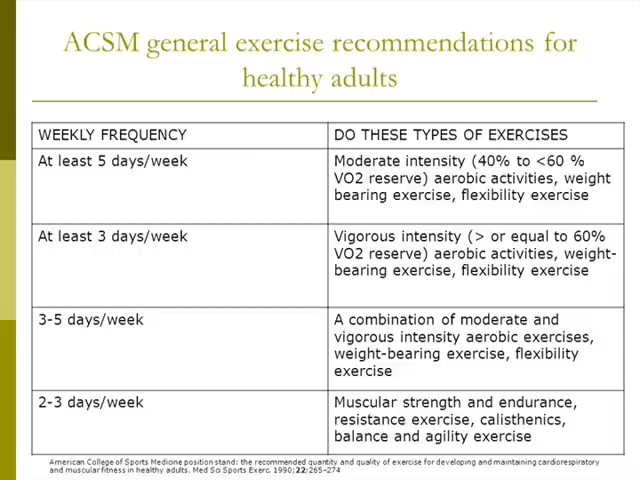 ACSM general exercise recommendations for
healthy adults
WEEKLY FREQUENCY
DO THESE TYPES OF EXERCISES
At least 5 days/week
Moderate intensity (40% to <60 %
VO2 reserve) aerobic activities, weight
bearing exercise, flexibility exercise
At least 3 days/week
Vigorous intensity (> or equal to 60%
VO2 reserve) aerobic activities, weight-
bearing exercise, flexibility exercise
3-5 days/week
A combination of moderate and
vigorous intensity aerobic exercises,
weight-bearing exercise, flexibility
exercise
2-3 days/week
Muscular strength and endurance,
resistance exercise, calisthenics,
balance and agility exercise
American College of Sports Medicine position stand: the recommended quantity and quality of exercise for developing and maintaining cardiorespiratory
and muscular fitness in healthy adults. Med Sci Sports Exerc. 1990;22:265-274